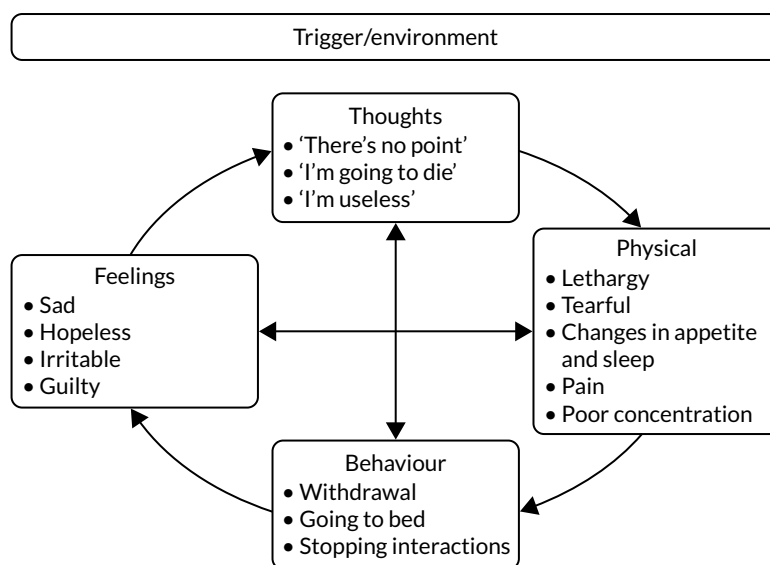 Trigger/environment
Thoughts
• ‘There’s no point’
• ‘I’m going to die’
• ‘I’m useless’
Physical
• Lethargy
• Tearful
• Changes in appetite
and sleep
• Pain
• Poor concentration
Feelings
• Sad
• Hopeless
• Irritable
• Guilty
Behaviour
• Withdrawal
• Going to bed
• Stopping interactions